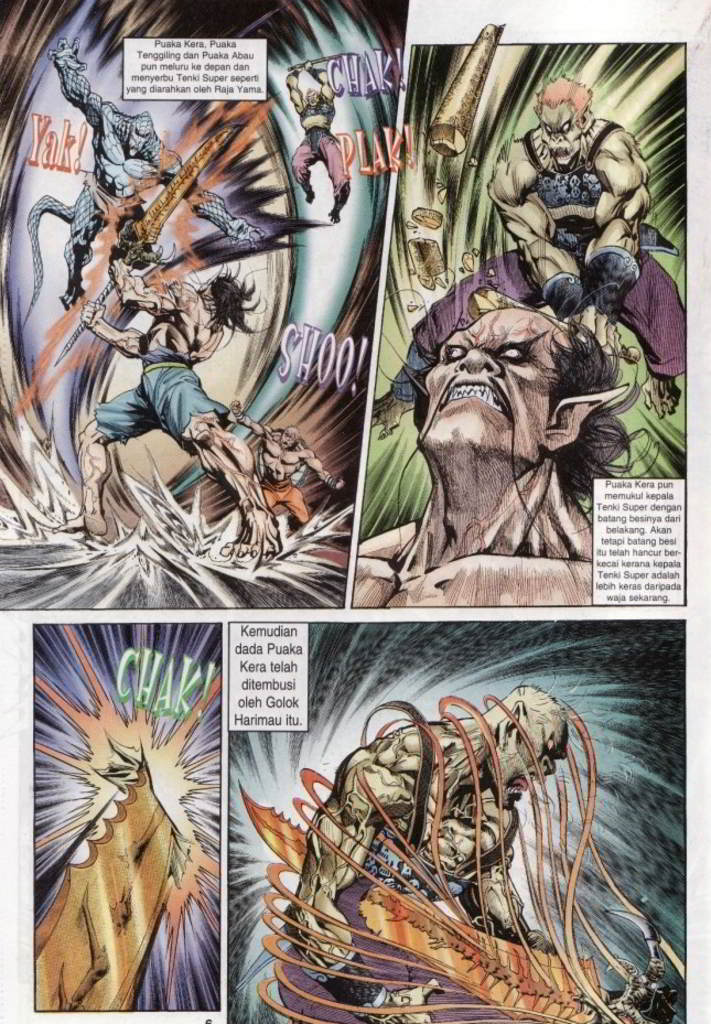 Puaka Kera, Puaka
Tenggiling dan Puaka Abau
pun meluru ke depan dan
menyerbu Tenki Super seperti
yang diarahkan oleh Raja Yama.
CHAK!
Yak!
PLAK!
SHOO!
Puaka Kera pun
memukul kepala
Tenki Super dengan
batang besinya dari
belakang. Akan
tetapi batang besi
itu telah hancur ber-
kecai kerana kepala
Tenki Super adalah
lebih keras daripada
waja sekarang.
CHAK!
Kemudian
dada Puaka
Kera telah
ditembusi
oleh Golok
Harimau itu.
6